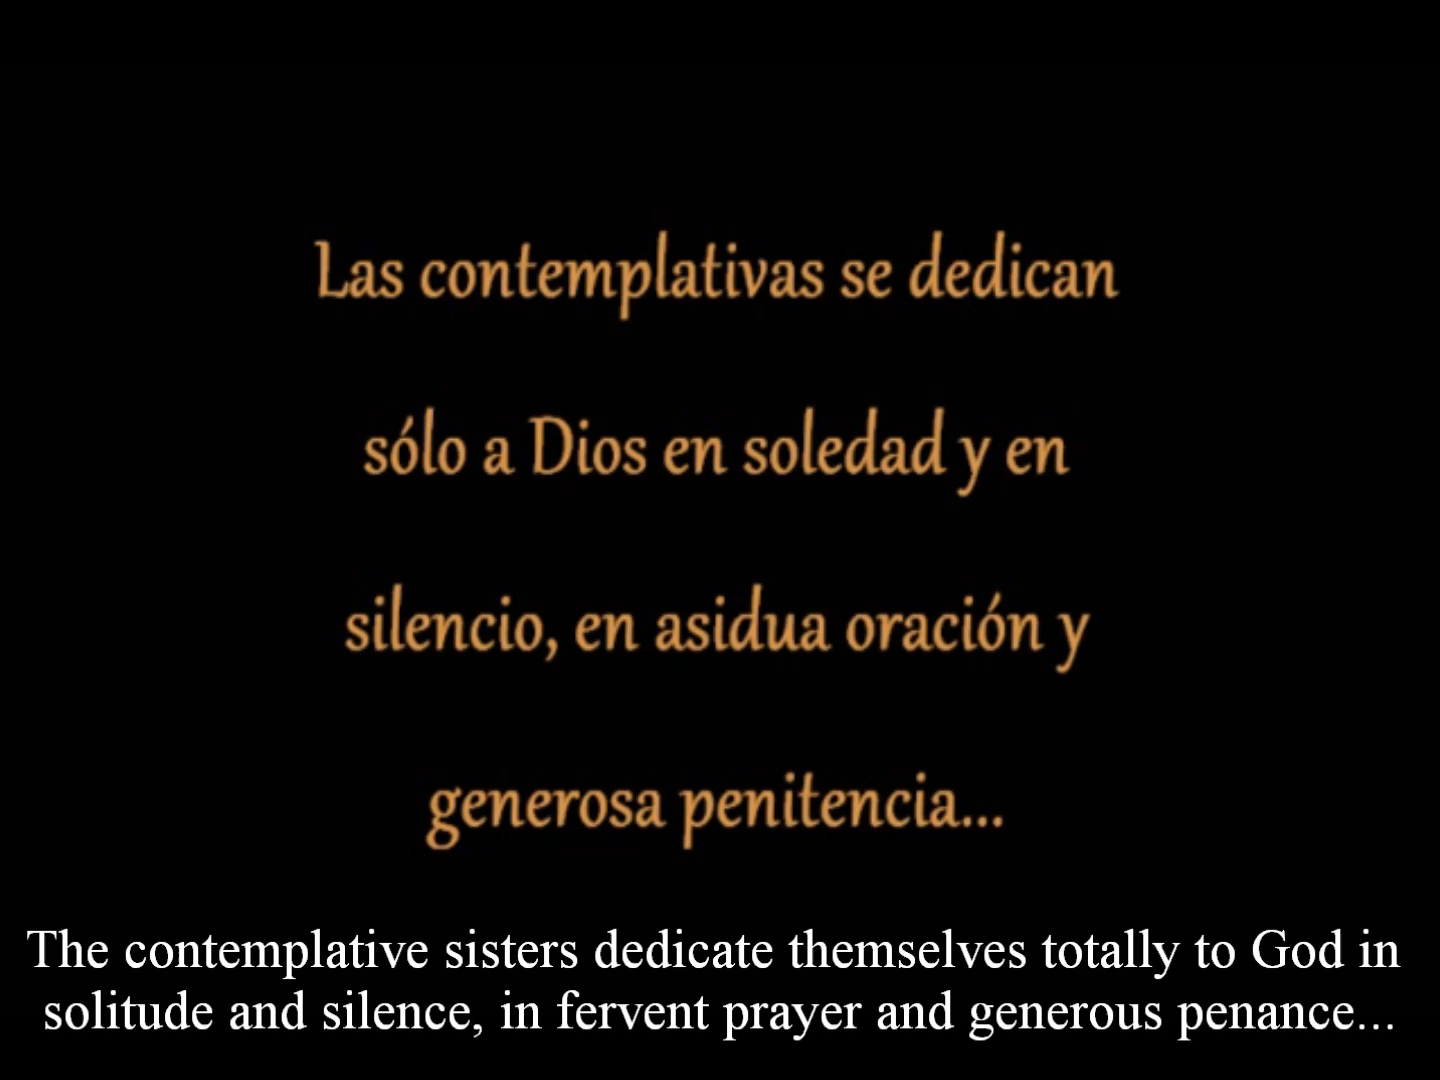 Las contemplativas se dedican
sólo a Dios en soledad y en
silencio, en asidua oración y
generosa penitencia...
The contemplative sisters dedicate themselves totally to God in
solitude and silence, in fervent prayer and generous penance...